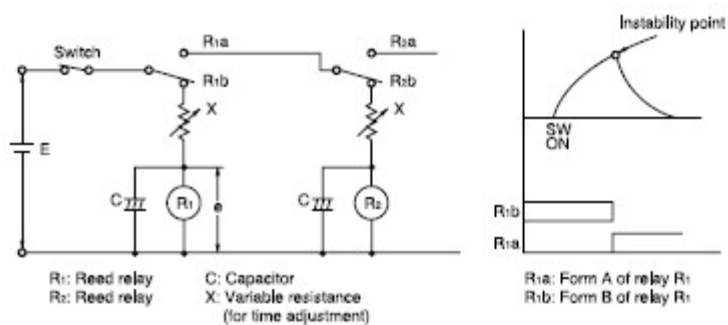 Switch
R1a
R2a
R1b
R2b
X
X
E
C
R1
e
C
R2
R1: Reed relay
R2: Reed relay
C: Capacitor
X: Variable resistance
(for time adjustment)
Instability point
SW
ON
R1b
R1a
R1a: Form A of relay R1
R1b: Form B of relay R1